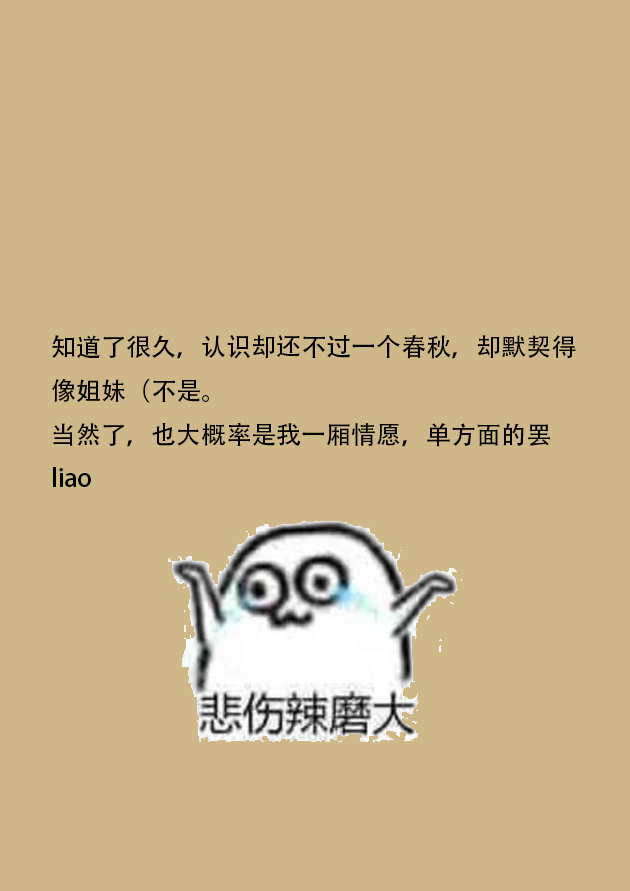 知道了很久，认识却还不过一个春秋，却默契得
像姐妹（不是。
当然了，也大概率是我一厢情愿，单方面的罢
liao
悲伤辣磨大